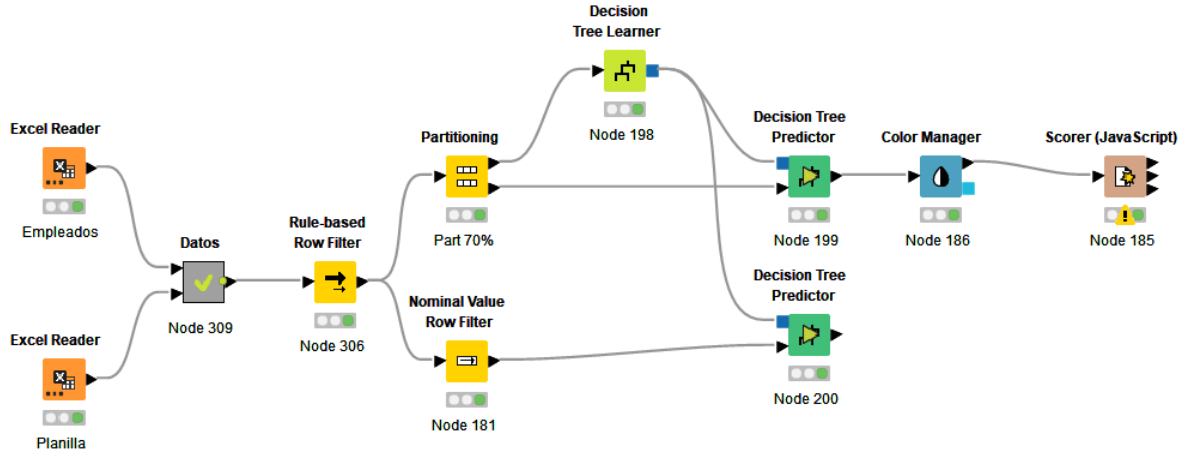 Decision
Tree Learner
Node 198
Excel Reader
Empleados
Partitioning
Part 70%
Decision Tree
Predictor
Node 199
Color Manager
Node 186
Scorer (JavaScript)
Node 185
Datos
Node 309
Rule-based
Row Filter
Node 306
Nominal Value
Row Filter
Node 181
Decision Tree
Predictor
Node 200
Excel Reader
Planilla